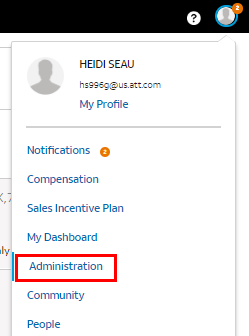 ?
2
HEIDI SEAU
hs996g@us.att.com
My Profile
Notifications 2
Compensation
Sales Incentive Plan
My Dashboard
Administration
Community
People